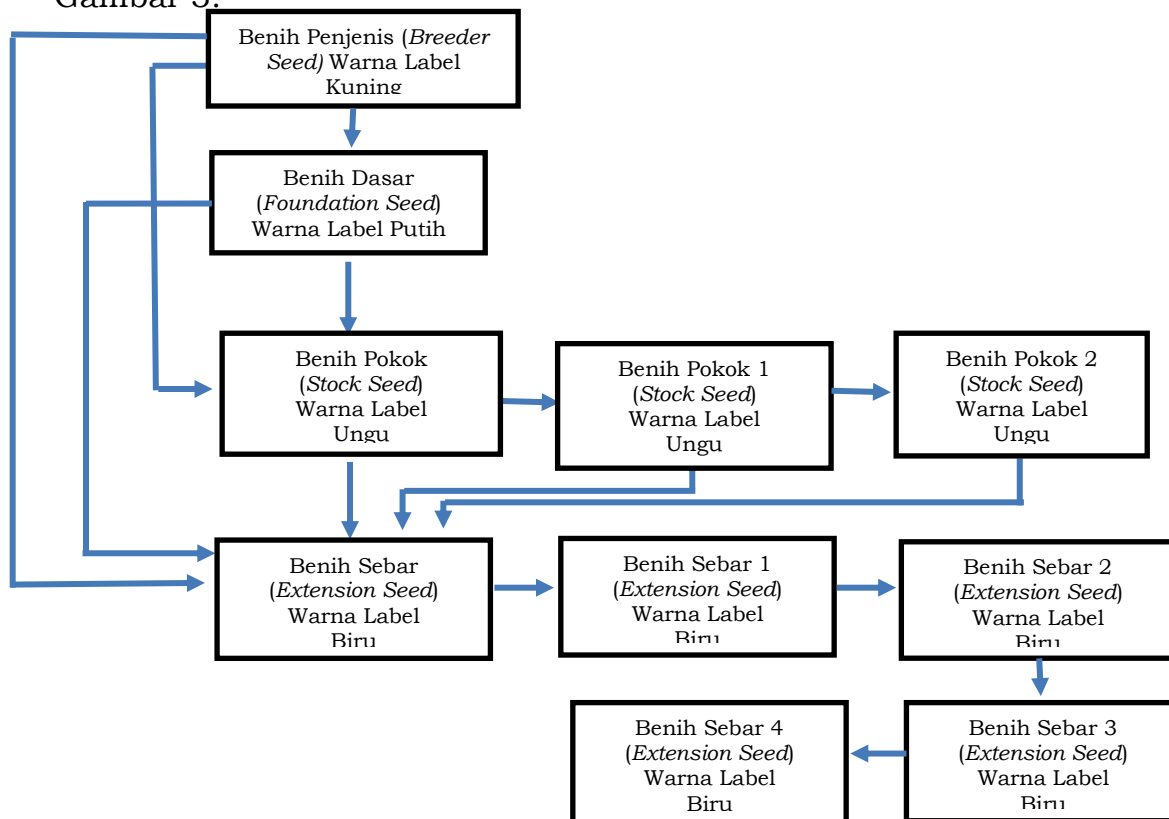 Gambar 3.
Benih Penjenis (Breeder
Seed) Warna Label
Kuning
Benih Dasar
(Foundation Seed)
Warna Label Putih
Benih Pokok
(Stock Seed)
Warna Label
Ungu
Benih Pokok 1
(Stock Seed)
Warna Label
Ungu
Benih Pokok 2
(Stock Seed)
Warna Label
Ungu
Benih Sebar
(Extension Seed)
Warna Label
Biru
Benih Sebar 1
(Extension Seed)
Warna Label
Biru
Benih Sebar 2
(Extension Seed)
Warna Label
Biru
Benih Sebar 4
(Extension Seed)
Warna Label
Biru
Benih Sebar 3
(Extension Seed)
Warna Label
Biru